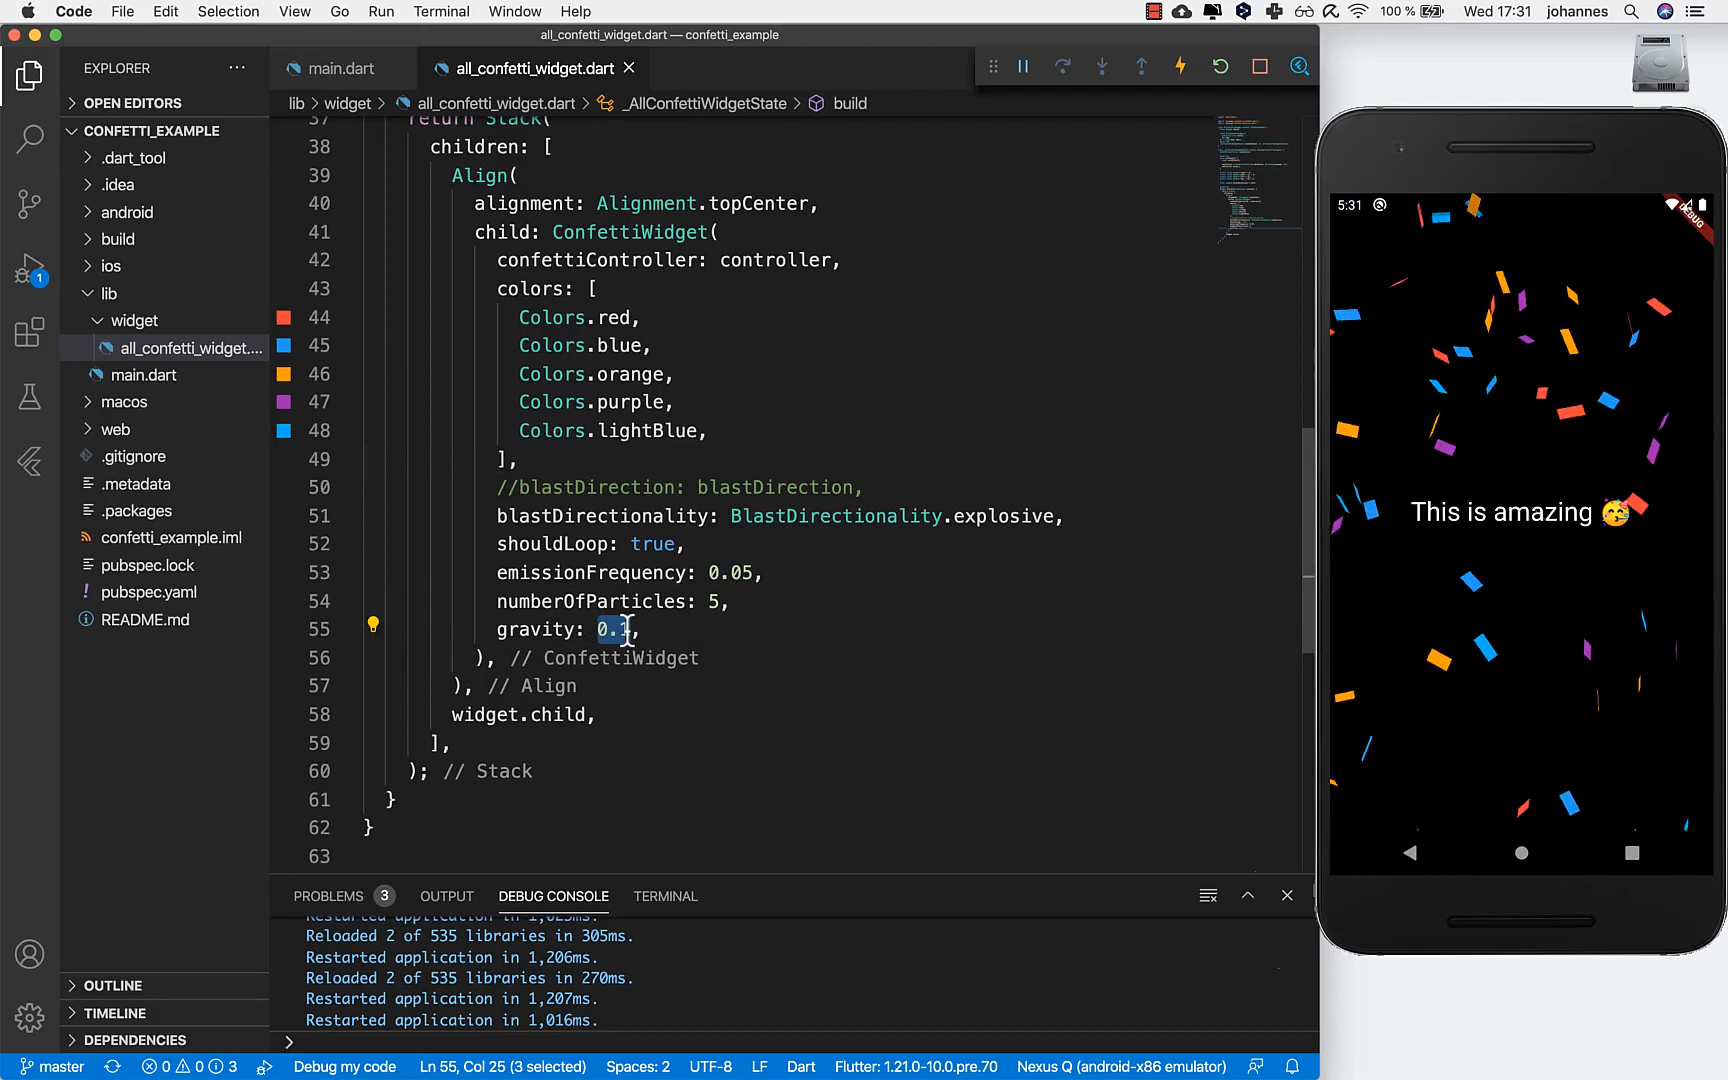 Code File Edit Selection View Go Run Terminal Window Help 100 % Wed 17:31 johannes
all_confetti_widget.dart — confetti_example
EXPLORER
OPEN EDITORS
CONFETTI_EXAMPLE
.dart_tool
.idea
android
build
ios
lib
widget
all_confetti_widget....
main.dart
macos
web
.gitignore
.metadata
.packages
confetti_example.iml
pubspec.lock
pubspec.yaml
README.md
OUTLINE
TIMELINE
DEPENDENCIES
1
main.dart all_confetti_widget.dart
lib > widget > all_confetti_widget.dart > _AllConfettiWidgetState > build
37 return Stack(
38 children: [
39 Align(
40 alignment: Alignment.topCenter,
41 child: ConfettiWidget(
42 confettiController: controller,
43 colors: [
44 Colors.red,
45 Colors.blue,
46 Colors.orange,
47 Colors.purple,
48 Colors.lightBlue,
49 ],
50 //blastDirection: blastDirection,
51 blastDirectionality: BlastDirectionality.explosive,
52 shouldLoop: true,
53 emissionFrequency: 0.05,
54 numberOfParticles: 5,
55 gravity: 0.1,
56 ), // ConfettiWidget
57 ), // Align
58 widget.child,
59 ],
60 ); // Stack
61 }
62 }
63
PROBLEMS 3 OUTPUT DEBUG CONSOLE TERMINAL
Restarted application in 1,025ms.
Reloaded 2 of 535 libraries in 305ms.
Restarted application in 1,206ms.
Reloaded 2 of 535 libraries in 270ms.
Restarted application in 1,207ms.
Restarted application in 1,016ms.
master 0 0 3 Debug my code Ln 55, Col 25 (3 selected) Spaces: 2 UTF-8 LF Dart Flutter: 1.21.0-10.0.pre.70 Nexus Q (android-x86 emulator)
5:31
DEBUG
This is amazing 🥳